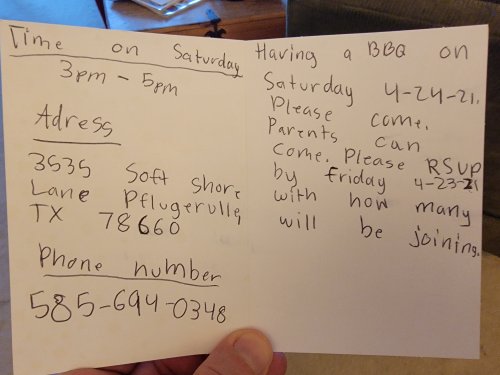 Time on Saturday
3pm - 5pm
Adress
3535 Soft shore
Lane Pflugerville,
TX 78660
Phone number
585-694-0348
Having a BBQ on
Saturday 4-24-21.
Please come.
Parents can
come. Please RSVP
by Friday 4-23-21
with how many
will be joining.